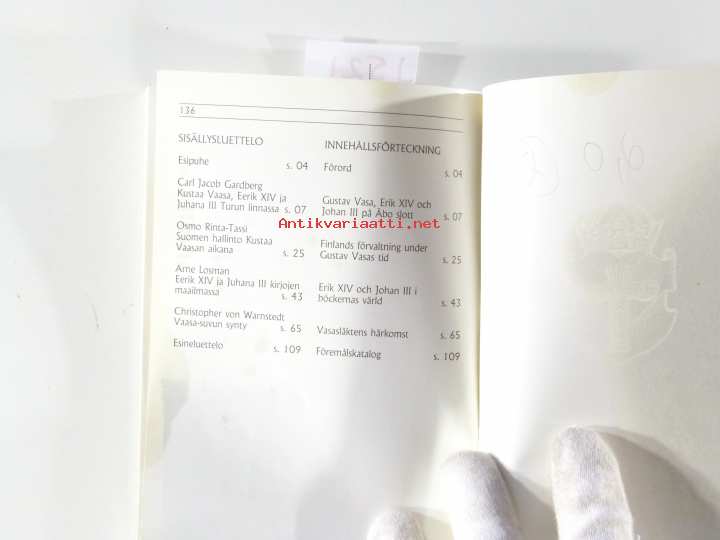 136
SISÄLLYSLUETTELO
Esipuhe s. 04
Carl Jacob Gardberg
Kustaa Vaasa, Eerik XIV ja
Juhana III Turun linnassa s. 07
Osmo Rinta-Tassi
Suomen hallinto Kustaa
Vaasan aikana s. 25
Arne Losman
Eerik XIV ja Juhana III kirjojen
maailmassa s. 43
Christopher von Warnstedt
Vaasa-suvun synty s. 65
Esineluettelo s. 109
INNEHÅLLSFÖRTECKNING
Förord s. 04
Gustav Vasa, Erik XIV och
Johan III på Åbo slott s. 07
Finlands förvaltning under
Gustav Vasas tid s. 25
Erik XIV och Johan III i
böckernas värld s. 43
Vasasläktens härkomst s. 65
Föremålskatalog s. 109
Antikvariaatti.net